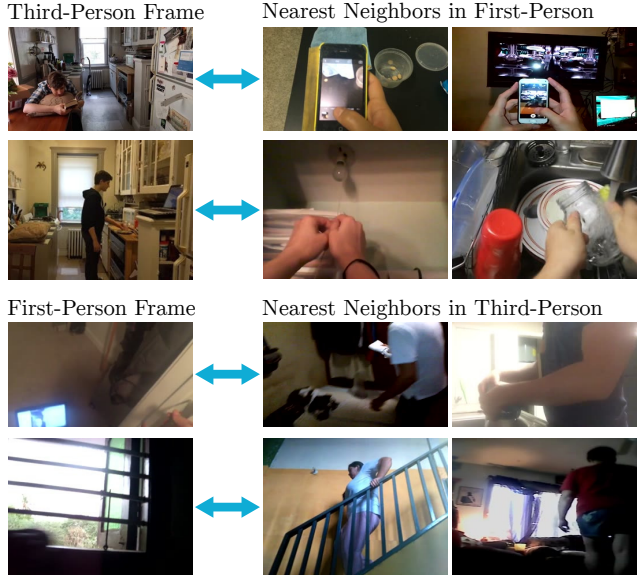 Third-Person Frame
Nearest Neighbors in First-Person
First-Person Frame
Nearest Neighbors in Third-Person